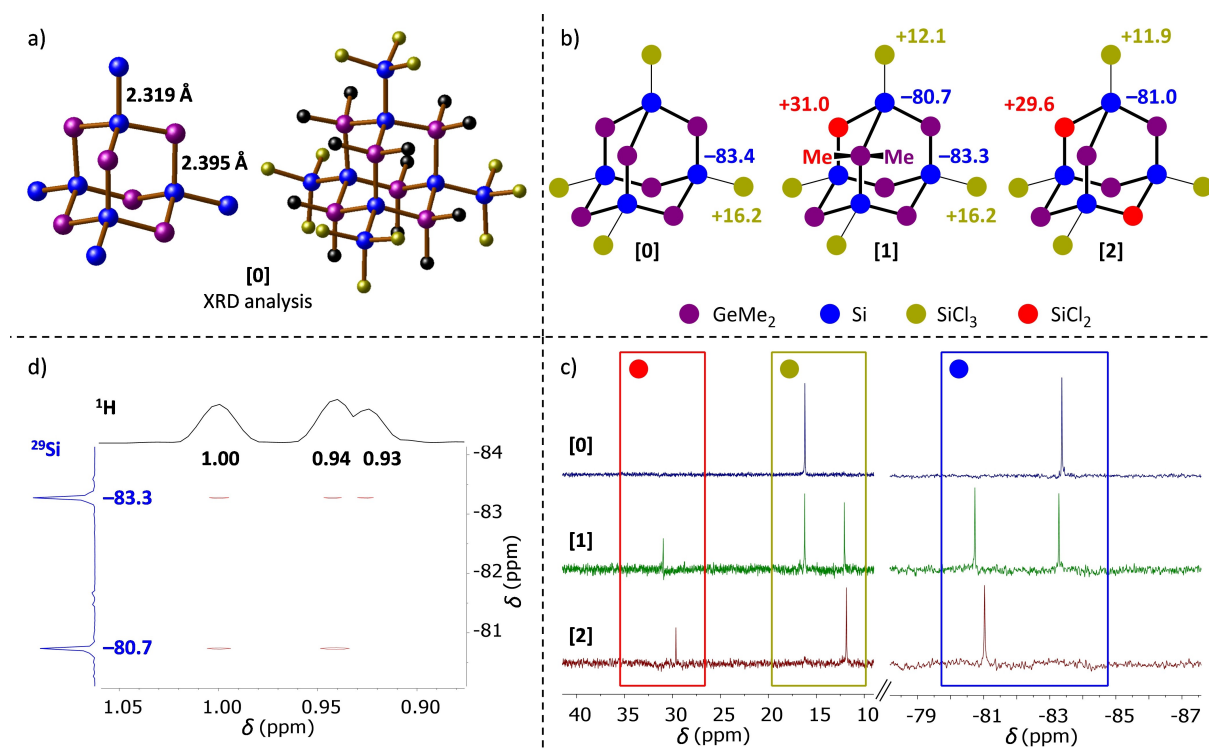 a)
2.319 Å
2.395 Å
[0]
XRD analysis
b)
+12.1
+11.9
+31.0
−80.7
+29.6
−81.0
−83.4
Me
Me
−83.3
+16.2
+16.2
[0]
[1]
[2]
GeMe₂
Si
SiCl₃
SiCl₂
d)
¹H
²⁹Si
1.00
0.94
0.93
−83.3
−80.7
-84
-83
-82
-81
δ (ppm)
1.05
1.00
0.95
0.90
δ (ppm)
c)
[0]
[1]
[2]
40
35
30
25
20
15
10
-79
-81
-83
-85
-87
δ (ppm)
δ (ppm)